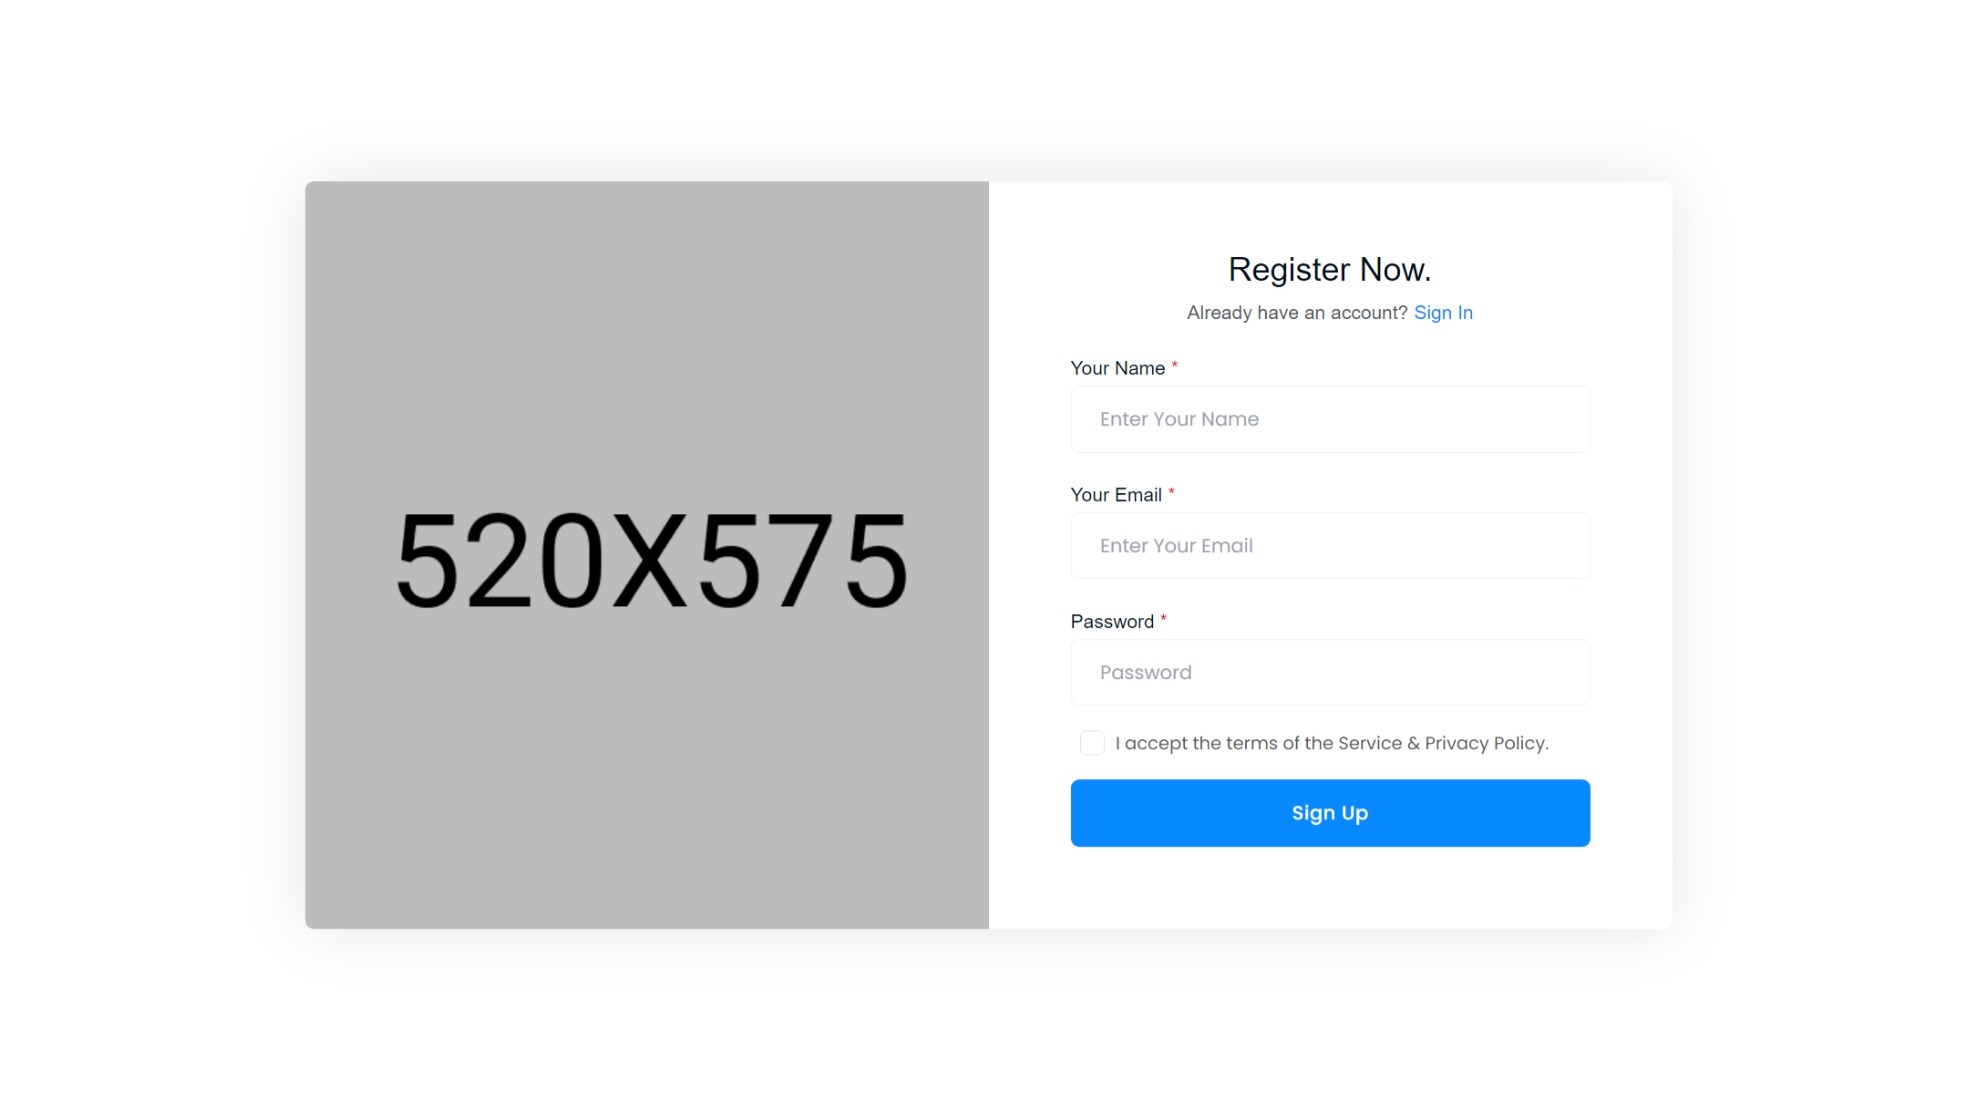 520X575
Register Now.
Already have an account? Sign In
Your Name *
Enter Your Name
Your Email *
Enter Your Email
Password *
Password
I accept the terms of the Service & Privacy Policy.
Sign Up